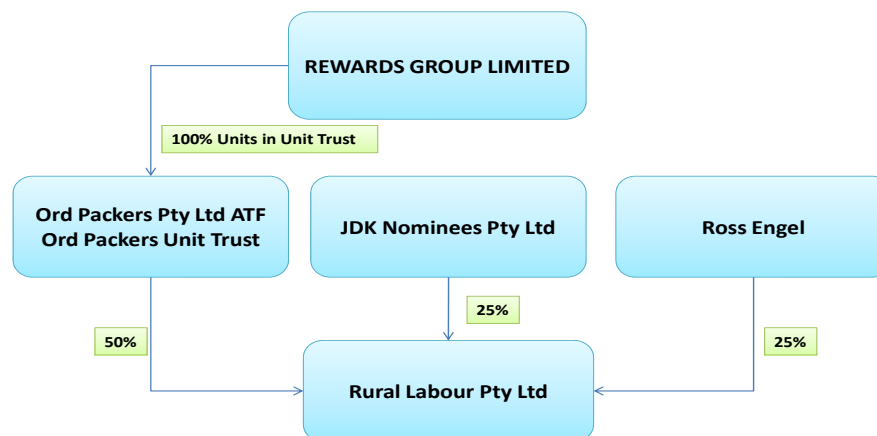 REWARDS GROUP LIMITED
100% Units in Unit Trust
Ord Packers Pty Ltd ATF
Ord Packers Unit Trust
JDK Nominees Pty Ltd
Ross Engel
50%
25%
25%
Rural Labour Pty Ltd